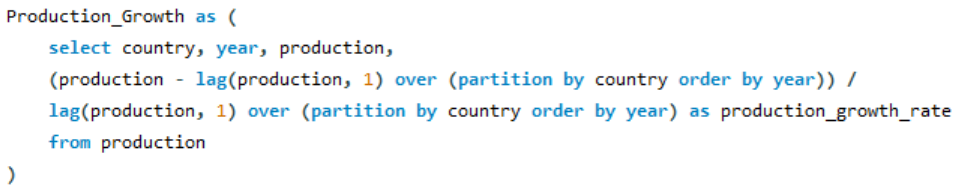 Production_Growth as (
    select country, year, production,
    (production - lag(production, 1) over (partition by country order by year)) /
    lag(production, 1) over (partition by country order by year) as production_growth_rate
    from production
)